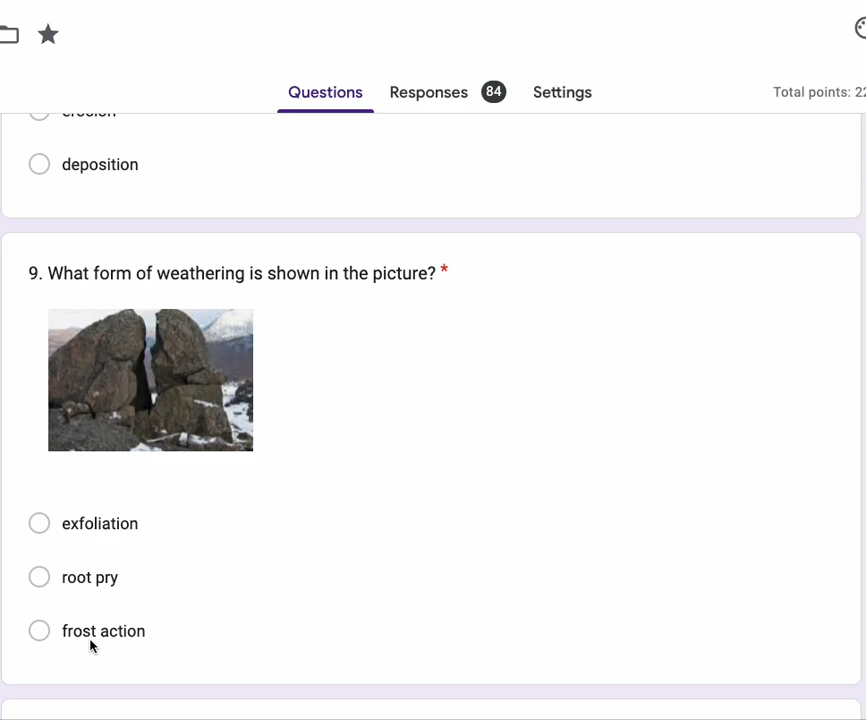 Questions
Responses 84
Settings
Total points: 22
erosion
deposition
9. What form of weathering is shown in the picture? *
exfoliation
root pry
frost action